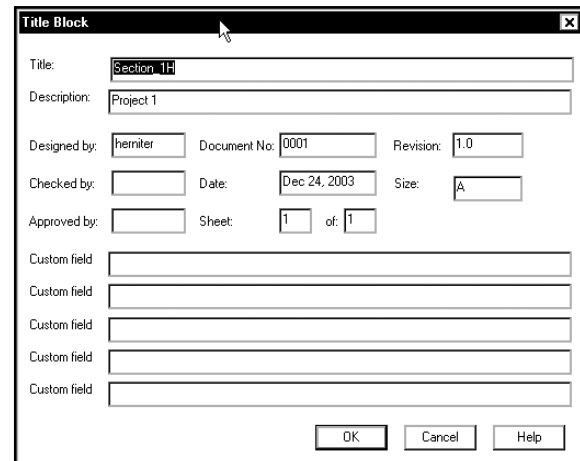 Title Block
Title: Section_1H
Description: Project 1
Designed by: herniter Document No: 0001 Revision: 1.0
Checked by: Date: Dec 24, 2003 Size: A
Approved by: Sheet: 1 of: 1
Custom field
Custom field
Custom field
Custom field
Custom field
OK Cancel Help